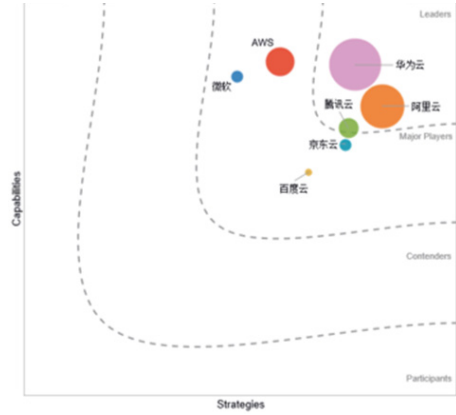 Leaders
AWS
华为云
微软
腾讯云
阿里云
Major Players
京东云
百度云
Capabilities
Contenders
Participants
Strategies